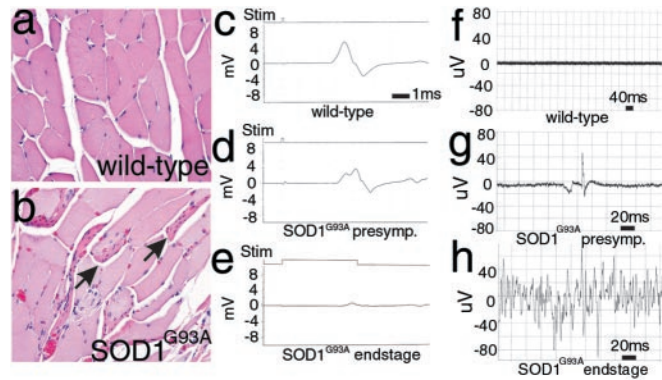 a
wild-type
b
SOD1G93A
c
Stim
8
4
0
-4
-8
mV
1ms
wild-type
d
Stim
8
4
0
-4
-8
mV
SOD1G93A presymp.
e
Stim
8
4
0
-4
-8
mV
SOD1G93A endstage
f
80
40
0
-40
-80
uV
40ms
wild-type
g
80
40
0
-40
-80
uV
20ms
SOD1G93A presymp.
h
80
40
0
-40
-80
uV
20ms
SOD1G93A endstage